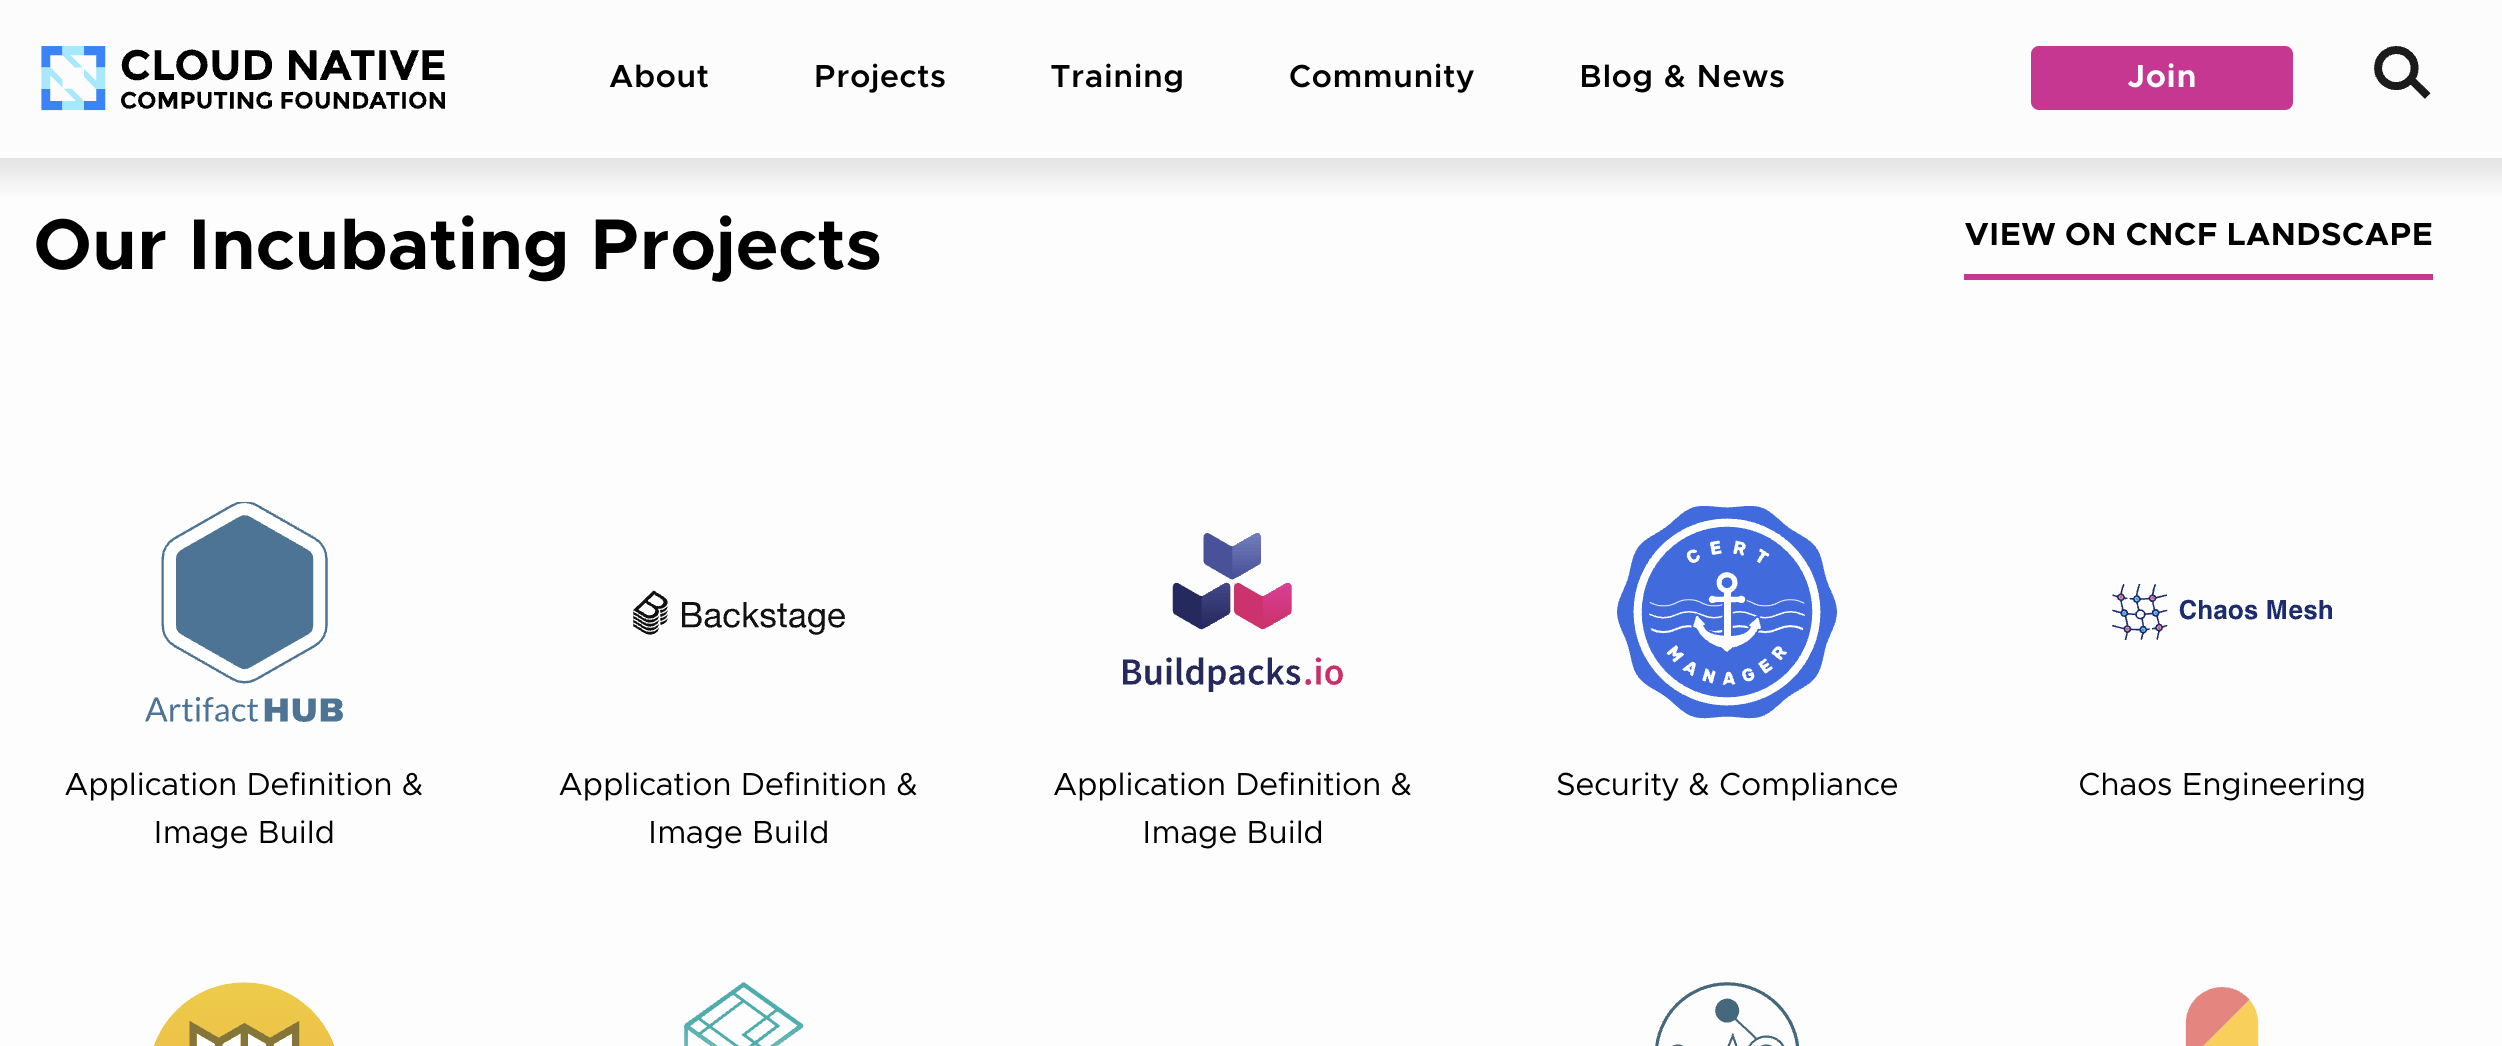 CLOUD NATIVE
COMPUTING FOUNDATION
About
Projects
Training
Community
Blog & News
Join
Our Incubating Projects
VIEW ON CNCF LANDSCAPE
ArtifactHUB
Backstage
Buildpacks.io
CERT
MANAGER
Chaos Mesh
Application Definition &
Image Build
Application Definition &
Image Build
Application Definition &
Image Build
Security & Compliance
Chaos Engineering